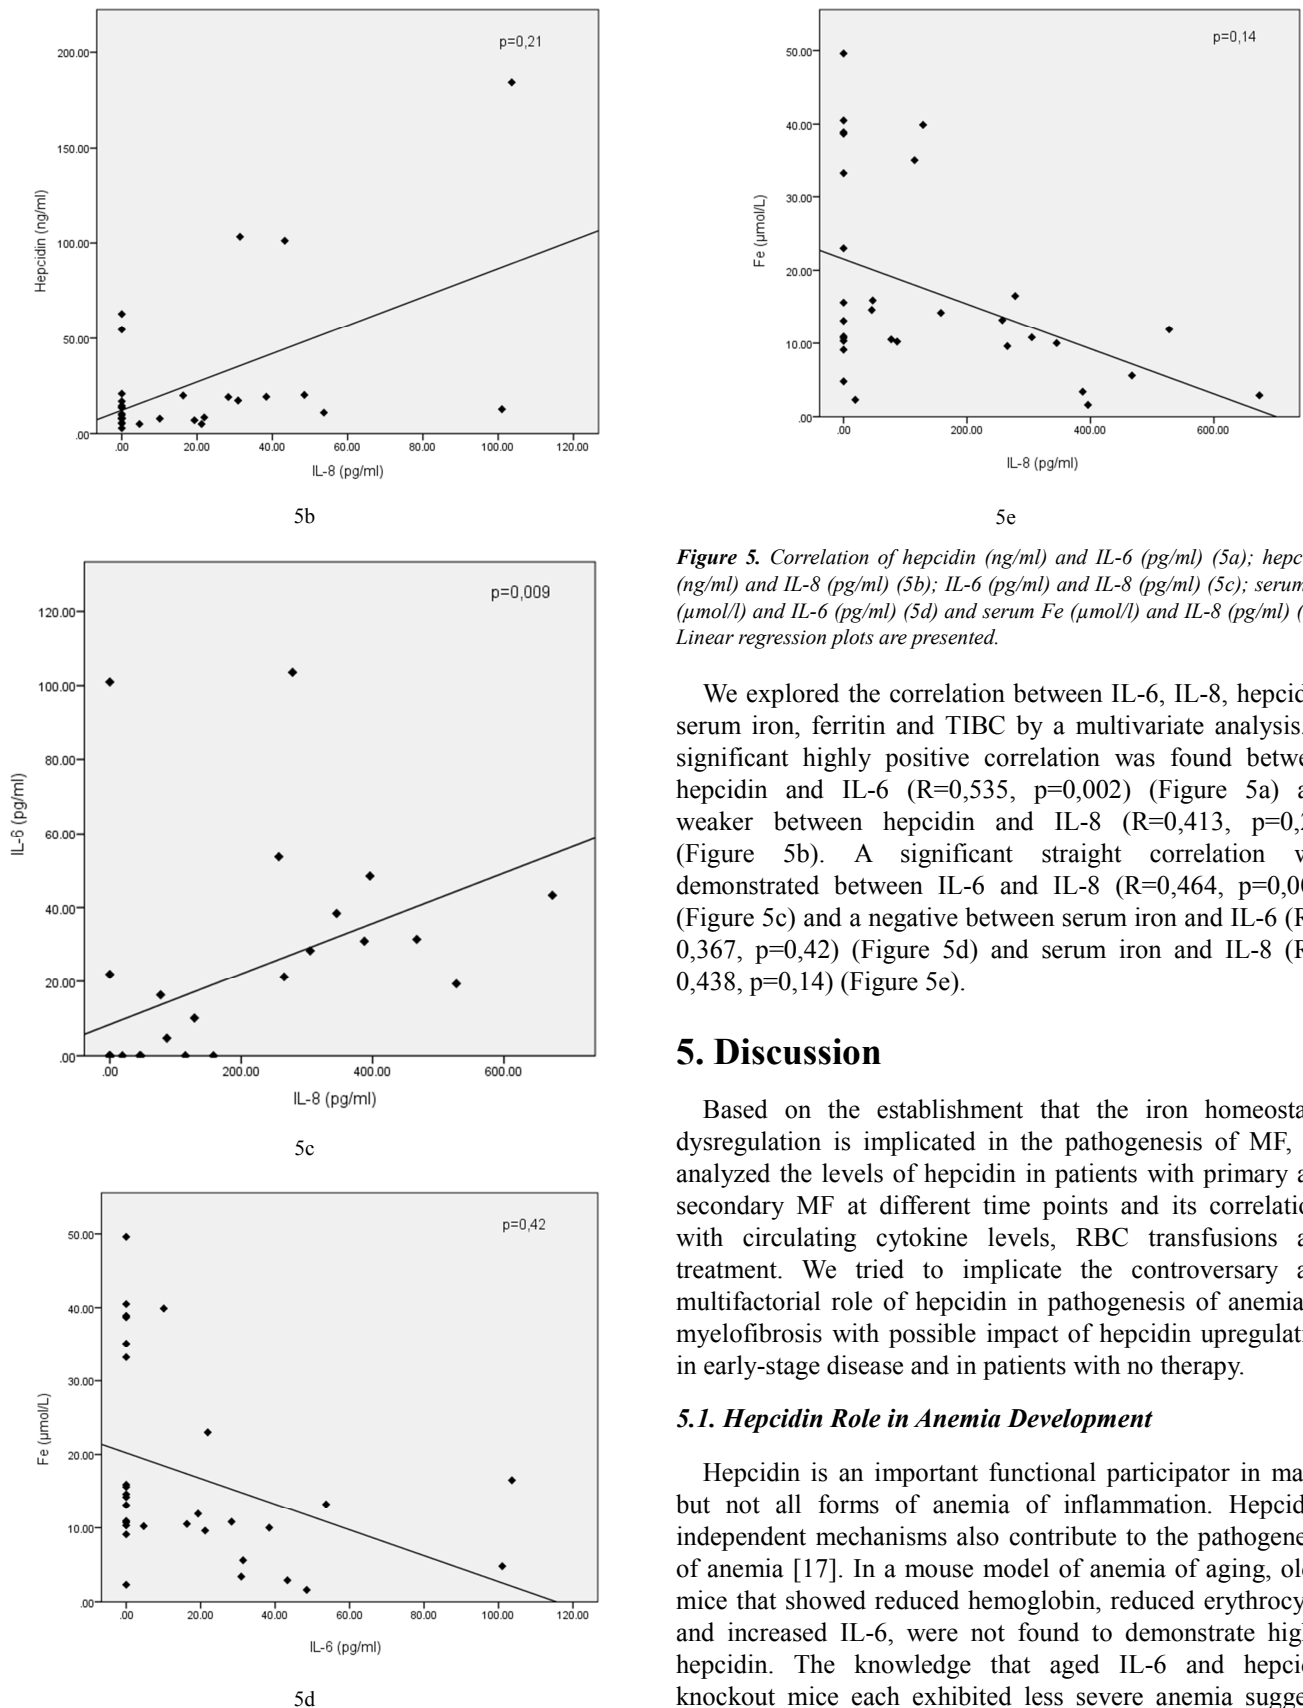 p=0,21
200.00
150.00
100.00
50.00
.00
Hepcidin (ng/ml)
.00 20.00 40.00 60.00 80.00 100.00 120.00
IL-8 (pg/ml)
5b
p=0,009
120.00
100.00
80.00
60.00
40.00
20.00
.00
IL-6 (pg/ml)
.00 200.00 400.00 600.00
IL-8 (pg/ml)
5c
p=0,42
50.00
40.00
30.00
20.00
10.00
.00
Fe (µmol/L)
.00 20.00 40.00 60.00 80.00 100.00 120.00
IL-6 (pg/ml)
5d
p=0,14
50.00
40.00
30.00
20.00
10.00
.00
Fe (µmol/L)
.00 200.00 400.00 600.00
IL-8 (pg/ml)
5e
Figure 5. Correlation of hepcidin (ng/ml) and IL-6 (pg/ml) (5a); hepc
(ng/ml) and IL-8 (pg/ml) (5b); IL-6 (pg/ml) and IL-8 (pg/ml) (5c); serum
(µmol/l) and IL-6 (pg/ml) (5d) and serum Fe (µmol/l) and IL-8 (pg/ml) (
Linear regression plots are presented.
We explored the correlation between IL-6, IL-8, hepcid
serum iron, ferritin and TIBC by a multivariate analysis.
significant highly positive correlation was found betwe
hepcidin and IL-6 (R=0,535, p=0,002) (Figure 5a) a
weaker between hepcidin and IL-8 (R=0,413, p=0,
(Figure 5b). A significant straight correlation w
demonstrated between IL-6 and IL-8 (R=0,464, p=0,00
(Figure 5c) and a negative between serum iron and IL-6 (R
0,367, p=0,42) (Figure 5d) and serum iron and IL-8 (R
0,438, p=0,14) (Figure 5e).
5. Discussion
Based on the establishment that the iron homeosta
dysregulation is implicated in the pathogenesis of MF,
analyzed the levels of hepcidin in patients with primary a
secondary MF at different time points and its correlatio
with circulating cytokine levels, RBC transfusions a
treatment. We tried to implicate the controversary a
multifactorial role of hepcidin in pathogenesis of anemia
myelofibrosis with possible impact of hepcidin upregulati
in early-stage disease and in patients with no therapy.
5.1. Hepcidin Role in Anemia Development
Hepcidin is an important functional participator in ma
but not all forms of anemia of inflammation. Hepcid
independent mechanisms also contribute to the pathogene
of anemia [17]. In a mouse model of anemia of aging, ol
mice that showed reduced hemoglobin, reduced erythrocy
and increased IL-6, were not found to demonstrate high
hepcidin. The knowledge that aged IL-6 and hepcid
knockout mice each exhibited less severe anemia sugge